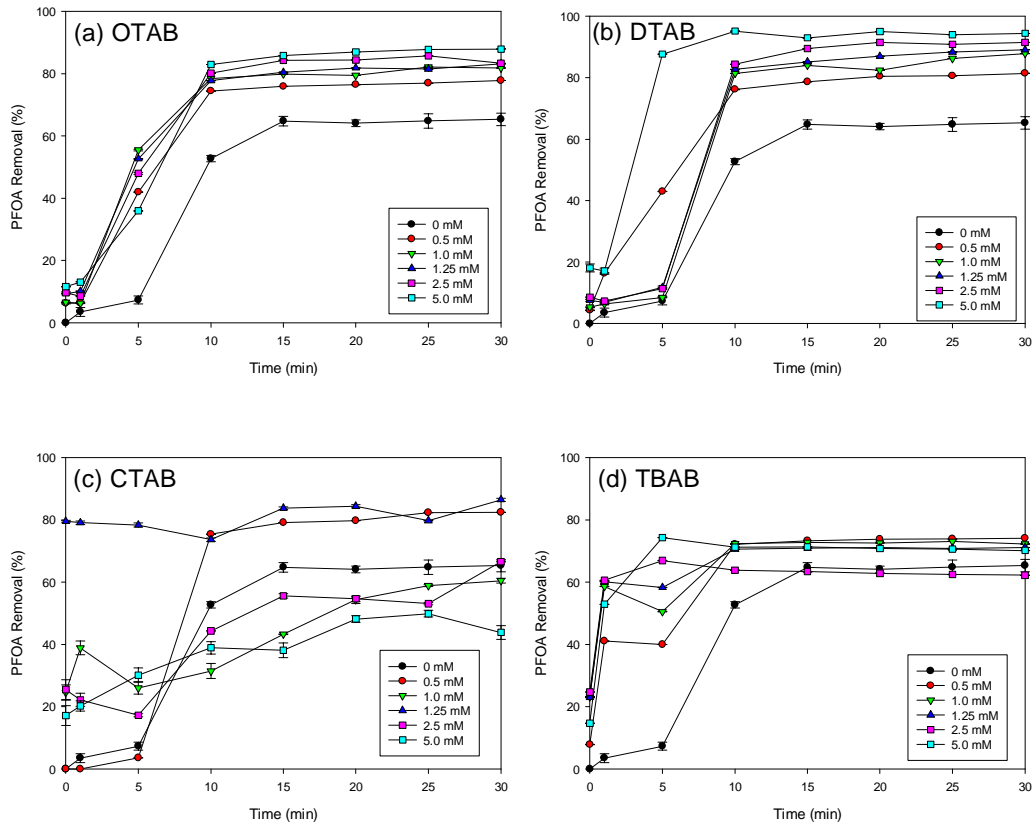 (a) OTAB
PFOA Removal (%)
100
80
60
40
20
0
0 mM
0.5 mM
1.0 mM
1.25 mM
2.5 mM
5.0 mM
0 5 10 15 20 25 30
Time (min)
(b) DTAB
PFOA Removal (%)
100
80
60
40
20
0
0 mM
0.5 mM
1.0 mM
1.25 mM
2.5 mM
5.0 mM
0 5 10 15 20 25 30
Time (min)
(c) CTAB
PFOA Removal (%)
100
80
60
40
20
0
0 mM
0.5 mM
1.0 mM
1.25 mM
2.5 mM
5.0 mM
0 5 10 15 20 25 30
Time (min)
(d) TBAB
PFOA Removal (%)
100
80
60
40
20
0
0 mM
0.5 mM
1.0 mM
1.25 mM
2.5 mM
5.0 mM
0 5 10 15 20 25 30
Time (min)